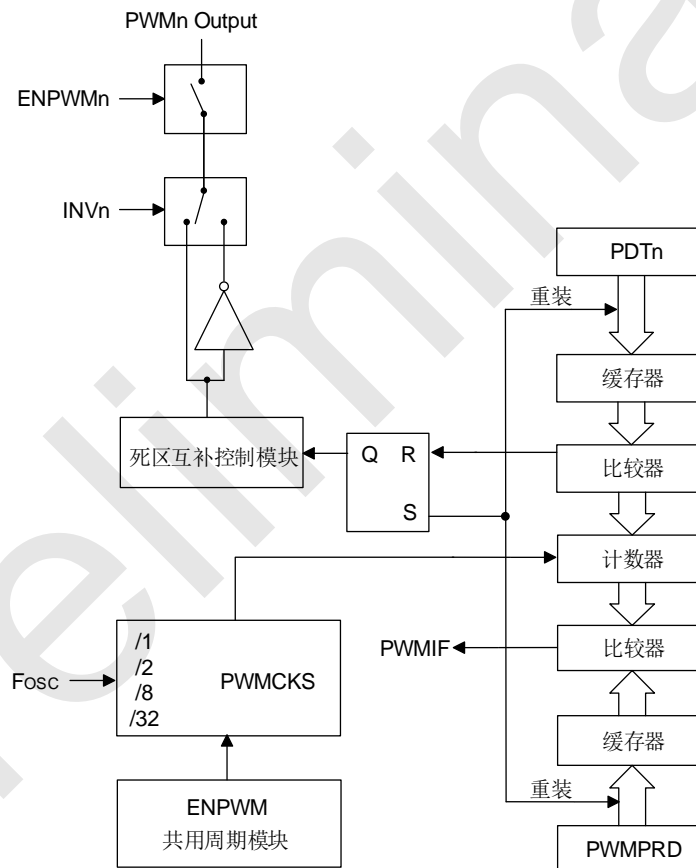 PWMn Output
ENPWMn
INVn
PDTn
重装
缓存器
死区互补控制模块
Q R
S
比较器
计数器
/1
/2
/8
/32
PWMCKS
Fosc
PWMIF
比较器
缓存器
ENPWM
共用周期模块
重装
PWMPRD